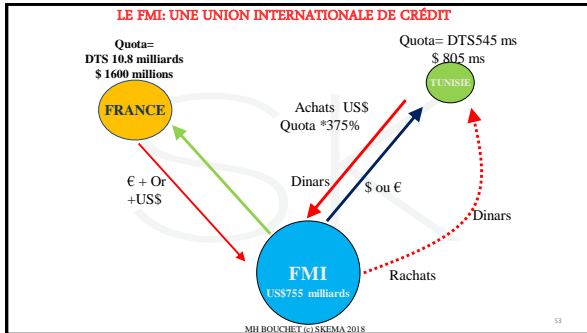 LE FMI: UNE UNION INTERNATIONALE DE CRÉDIT
Quota=
DTS 10.8 milliards
$ 1600 millions
Quota= DTS545 ms
$ 805 ms
FRANCE
TUNISIE
Achats US$
Quota *375%
€ + Or
+US$
Dinars
$ ou €
Dinars
FMI
US$755 milliards
Rachats
MH BOUCHET (c) SKEMA 2018
53
SK